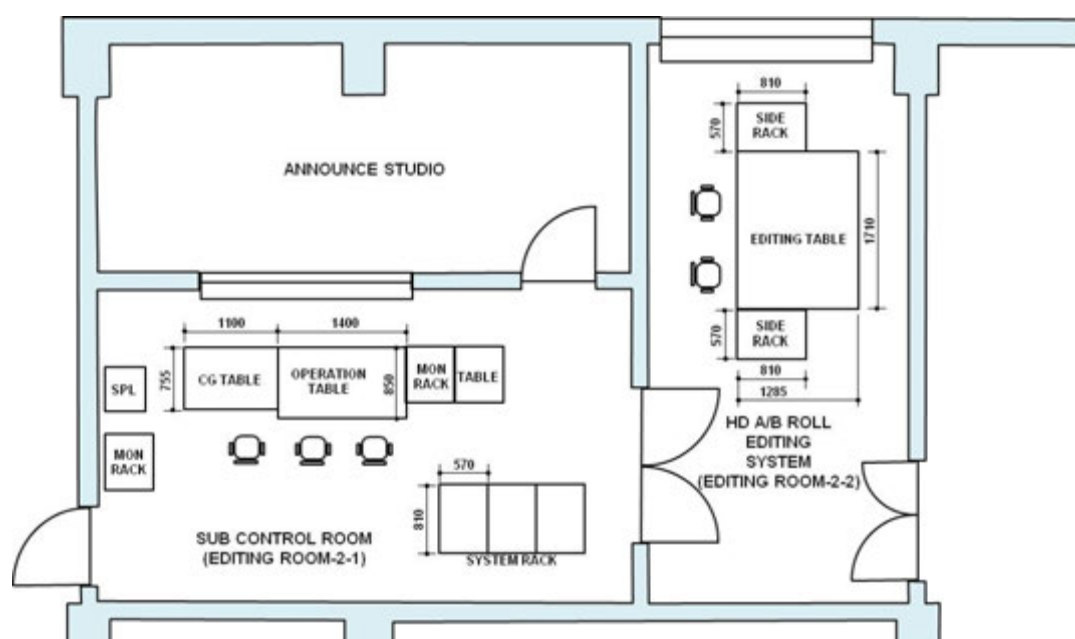 810
570
SIDE
RACK
ANNOUNCE STUDIO
EDITING TABLE
1710
570
SIDE
RACK
810
1285
1100
1400
755
CG TABLE
OPERATION
TABLE
850
MON
RACK
TABLE
SPL
MON
RACK
HD A/B ROLL
EDITING
SYSTEM
(EDITING ROOM-2-2)
570
810
SYSTEM RACK
SUB CONTROL ROOM
(EDITING ROOM-2-1)